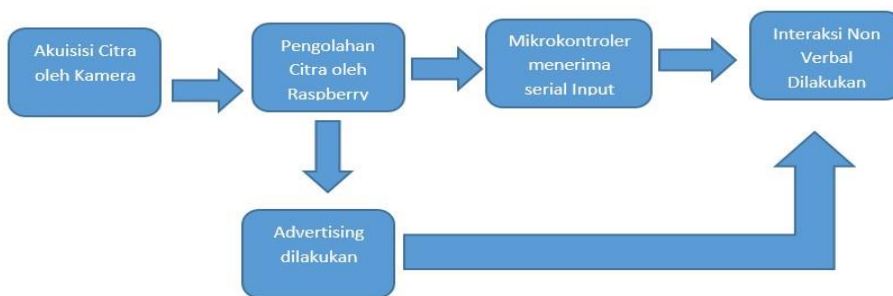 Akuisisi Citra
oleh Kamera
Pengolahan
Citra oleh
Raspberry
Mikrokontroler
menerima
serial Input
Interaksi Non
Verbal
Dilakukan
Advertising
dilakukan